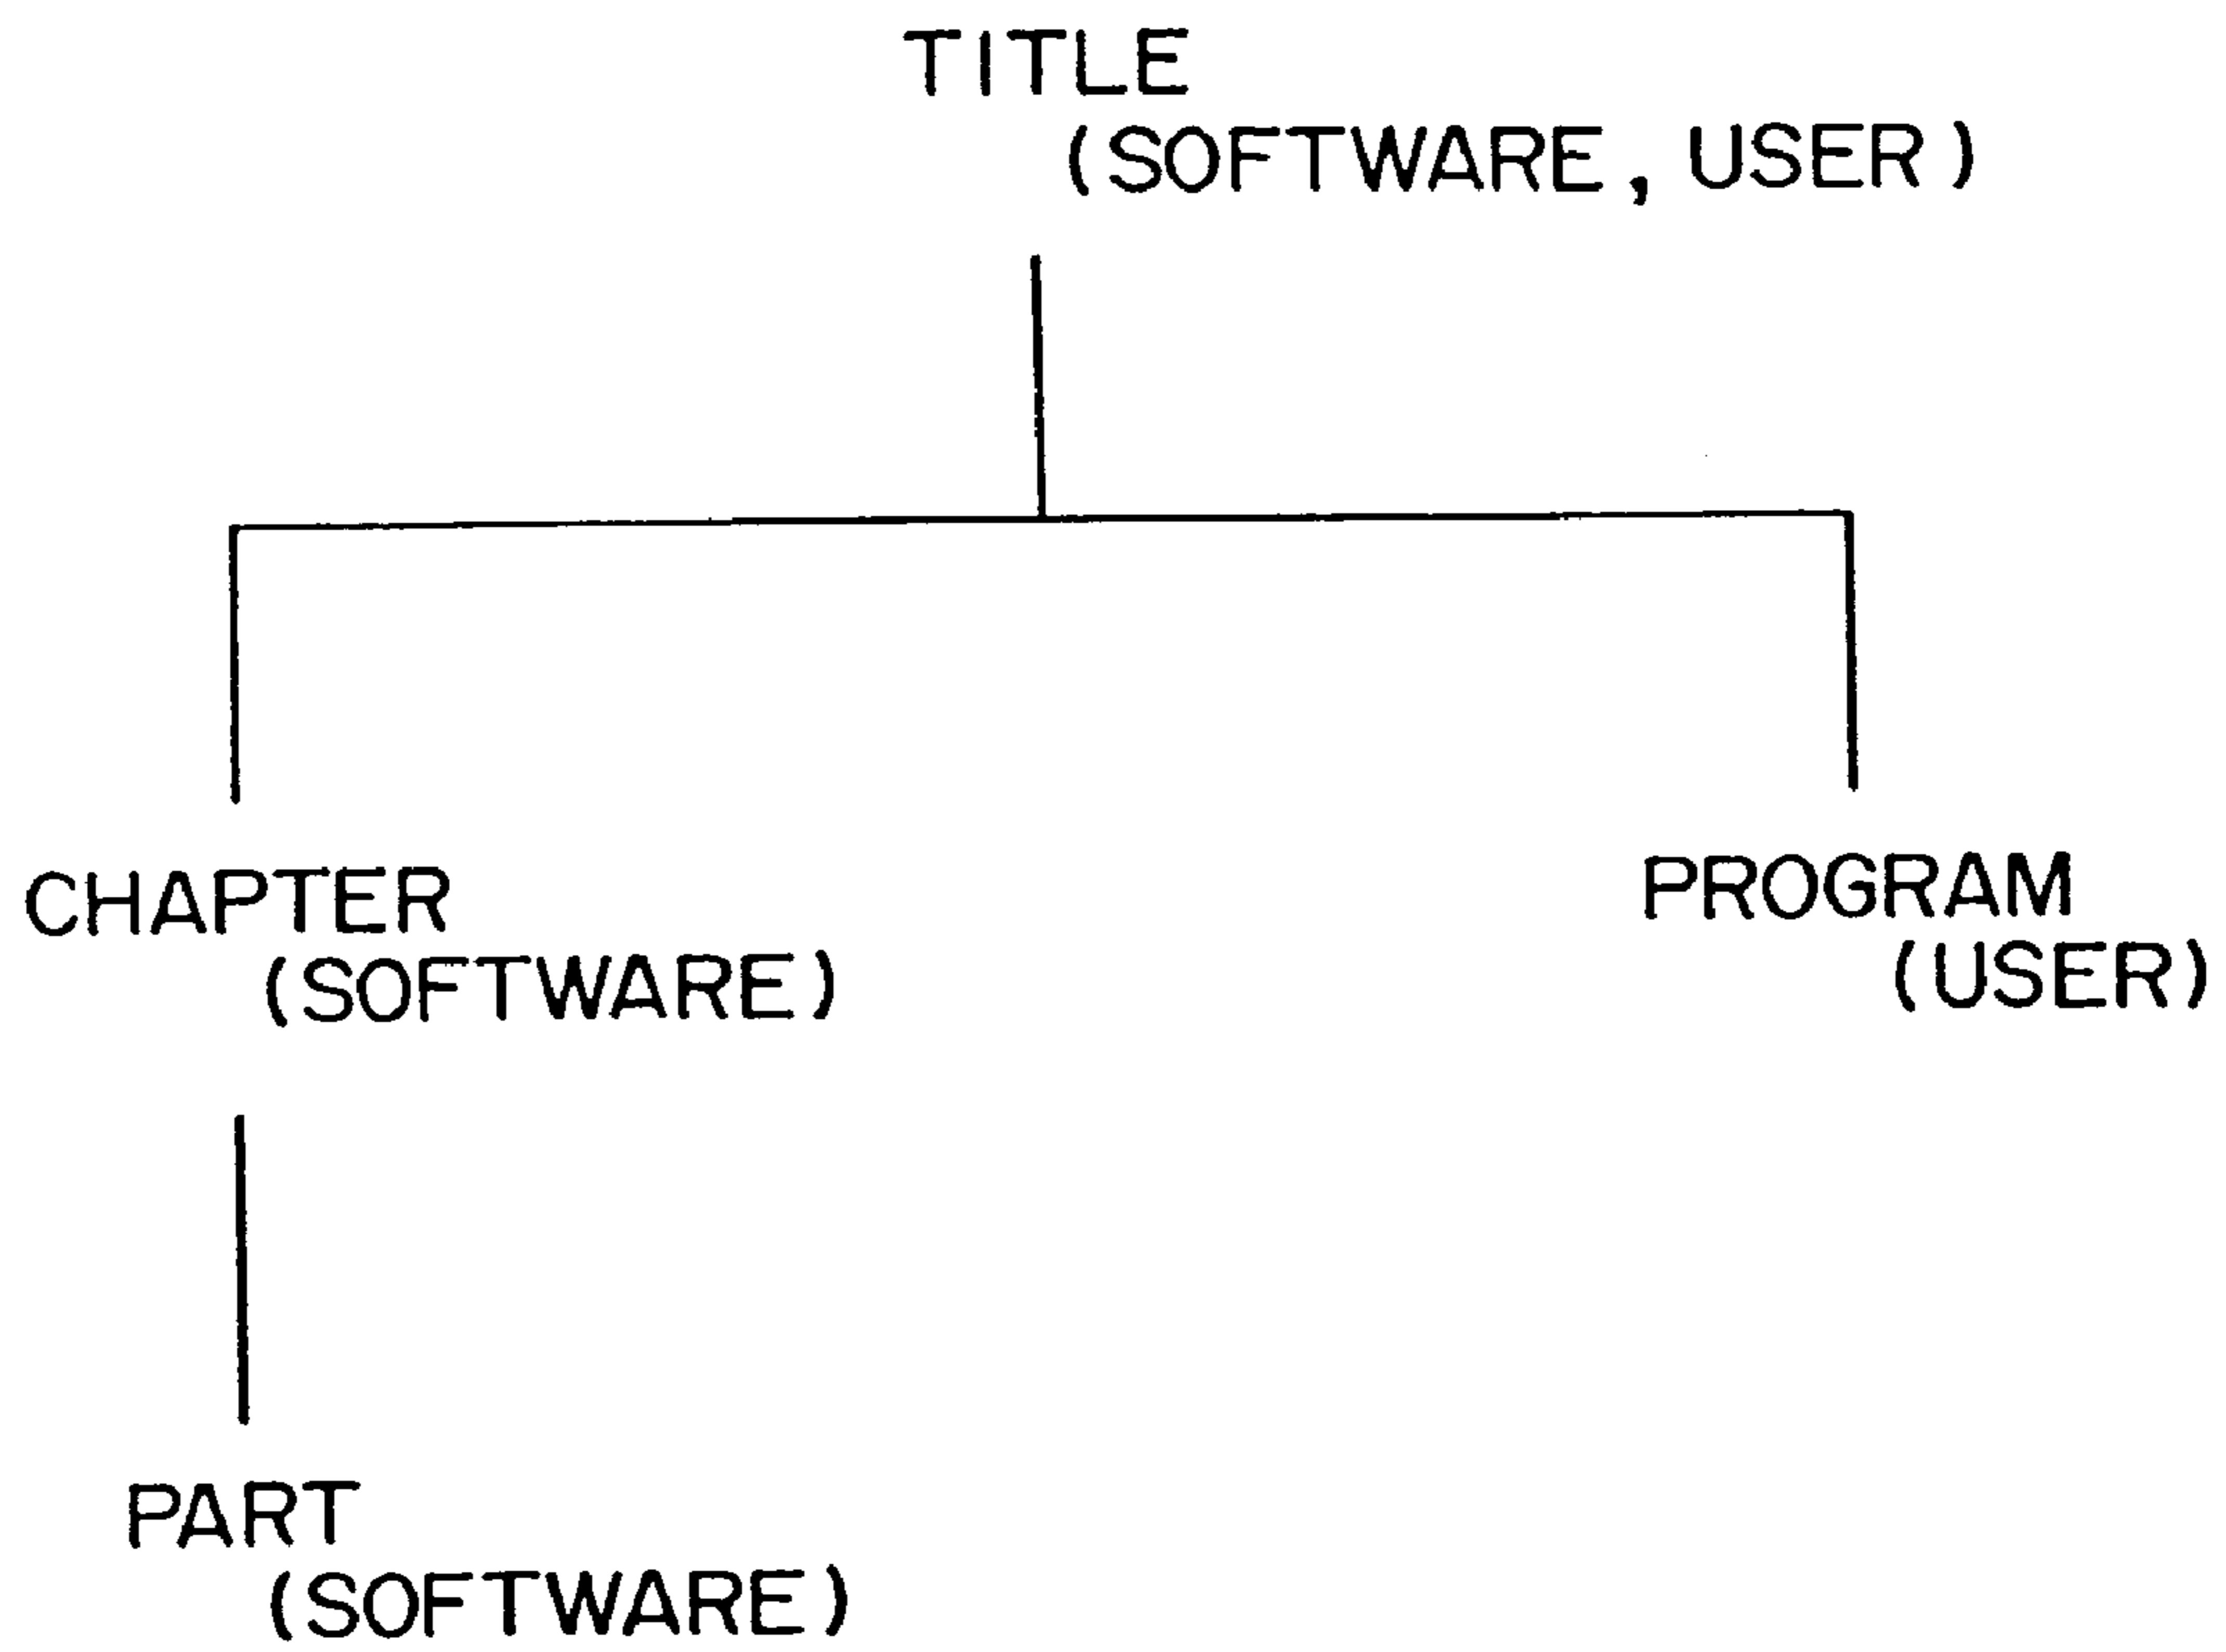 TITLE
(SOFTWARE, USER)
CHAPTER
(SOFTWARE)
PROGRAM
(USER)
PART
(SOFTWARE)